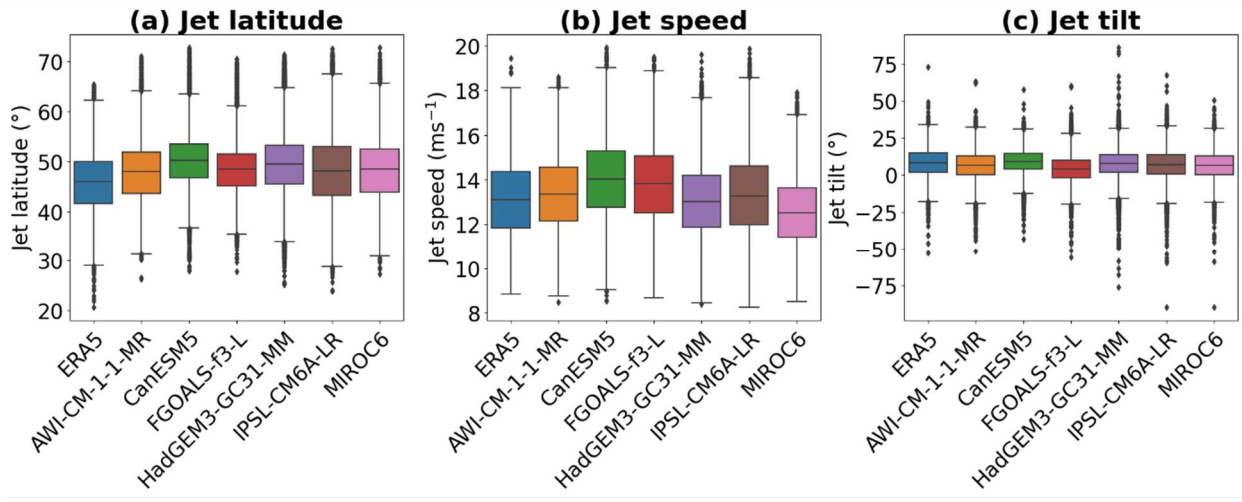 (a) Jet latitude
Jet latitude (°)
70
60
50
40
30
20
ERA5
AWI-CM-1-1-MR
CanESM5
FGOALS-f3-L
HadGEM3-GC31-MM
IPSL-CM6A-LR
MIROC6
(b) Jet speed
Jet speed (ms⁻¹)
20
18
16
14
12
10
8
ERA5
AWI-CM-1-1-MR
CanESM5
FGOALS-f3-L
HadGEM3-GC31-MM
IPSL-CM6A-LR
MIROC6
(c) Jet tilt
Jet tilt (°)
75
50
25
0
−25
−50
−75
ERA5
AWI-CM-1-1-MR
CanESM5
FGOALS-f3-L
HadGEM3-GC31-MM
IPSL-CM6A-LR
MIROC6